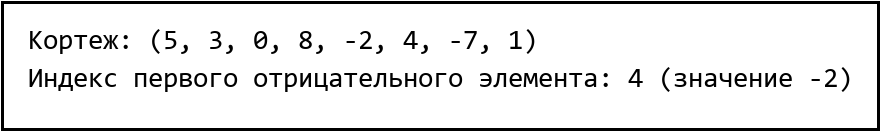 Кортеж: (5, 3, 0, 8, -2, 4, -7, 1)
Индекс первого отрицательного элемента: 4 (значение -2)